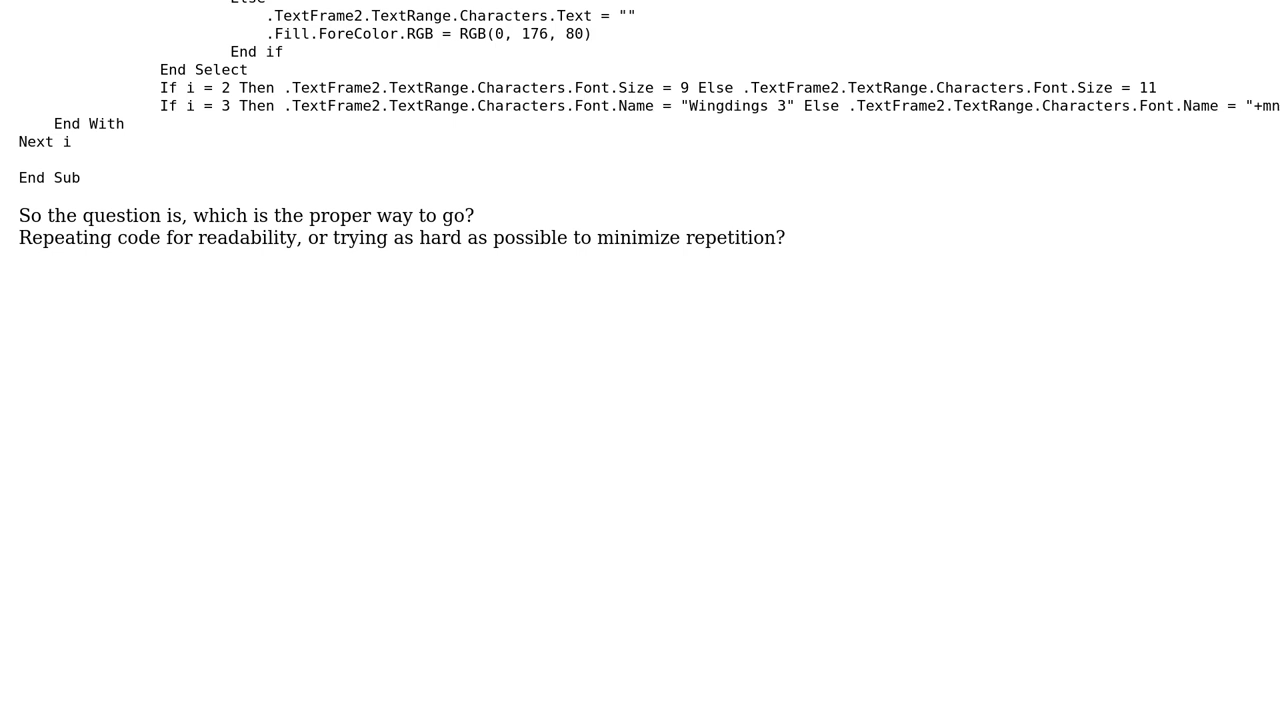 Else
.TextFrame2.TextRange.Characters.Text = ""
.Fill.ForeColor.RGB = RGB(0, 176, 80)
End if
End Select
If i = 2 Then .TextFrame2.TextRange.Characters.Font.Size = 9 Else .TextFrame2.TextRange.Characters.Font.Size = 11
If i = 3 Then .TextFrame2.TextRange.Characters.Font.Name = "Wingdings 3" Else .TextFrame2.TextRange.Characters.Font.Name = "+mn
End With
Next i
End Sub
So the question is, which is the proper way to go?
Repeating code for readability, or trying as hard as possible to minimize repetition?